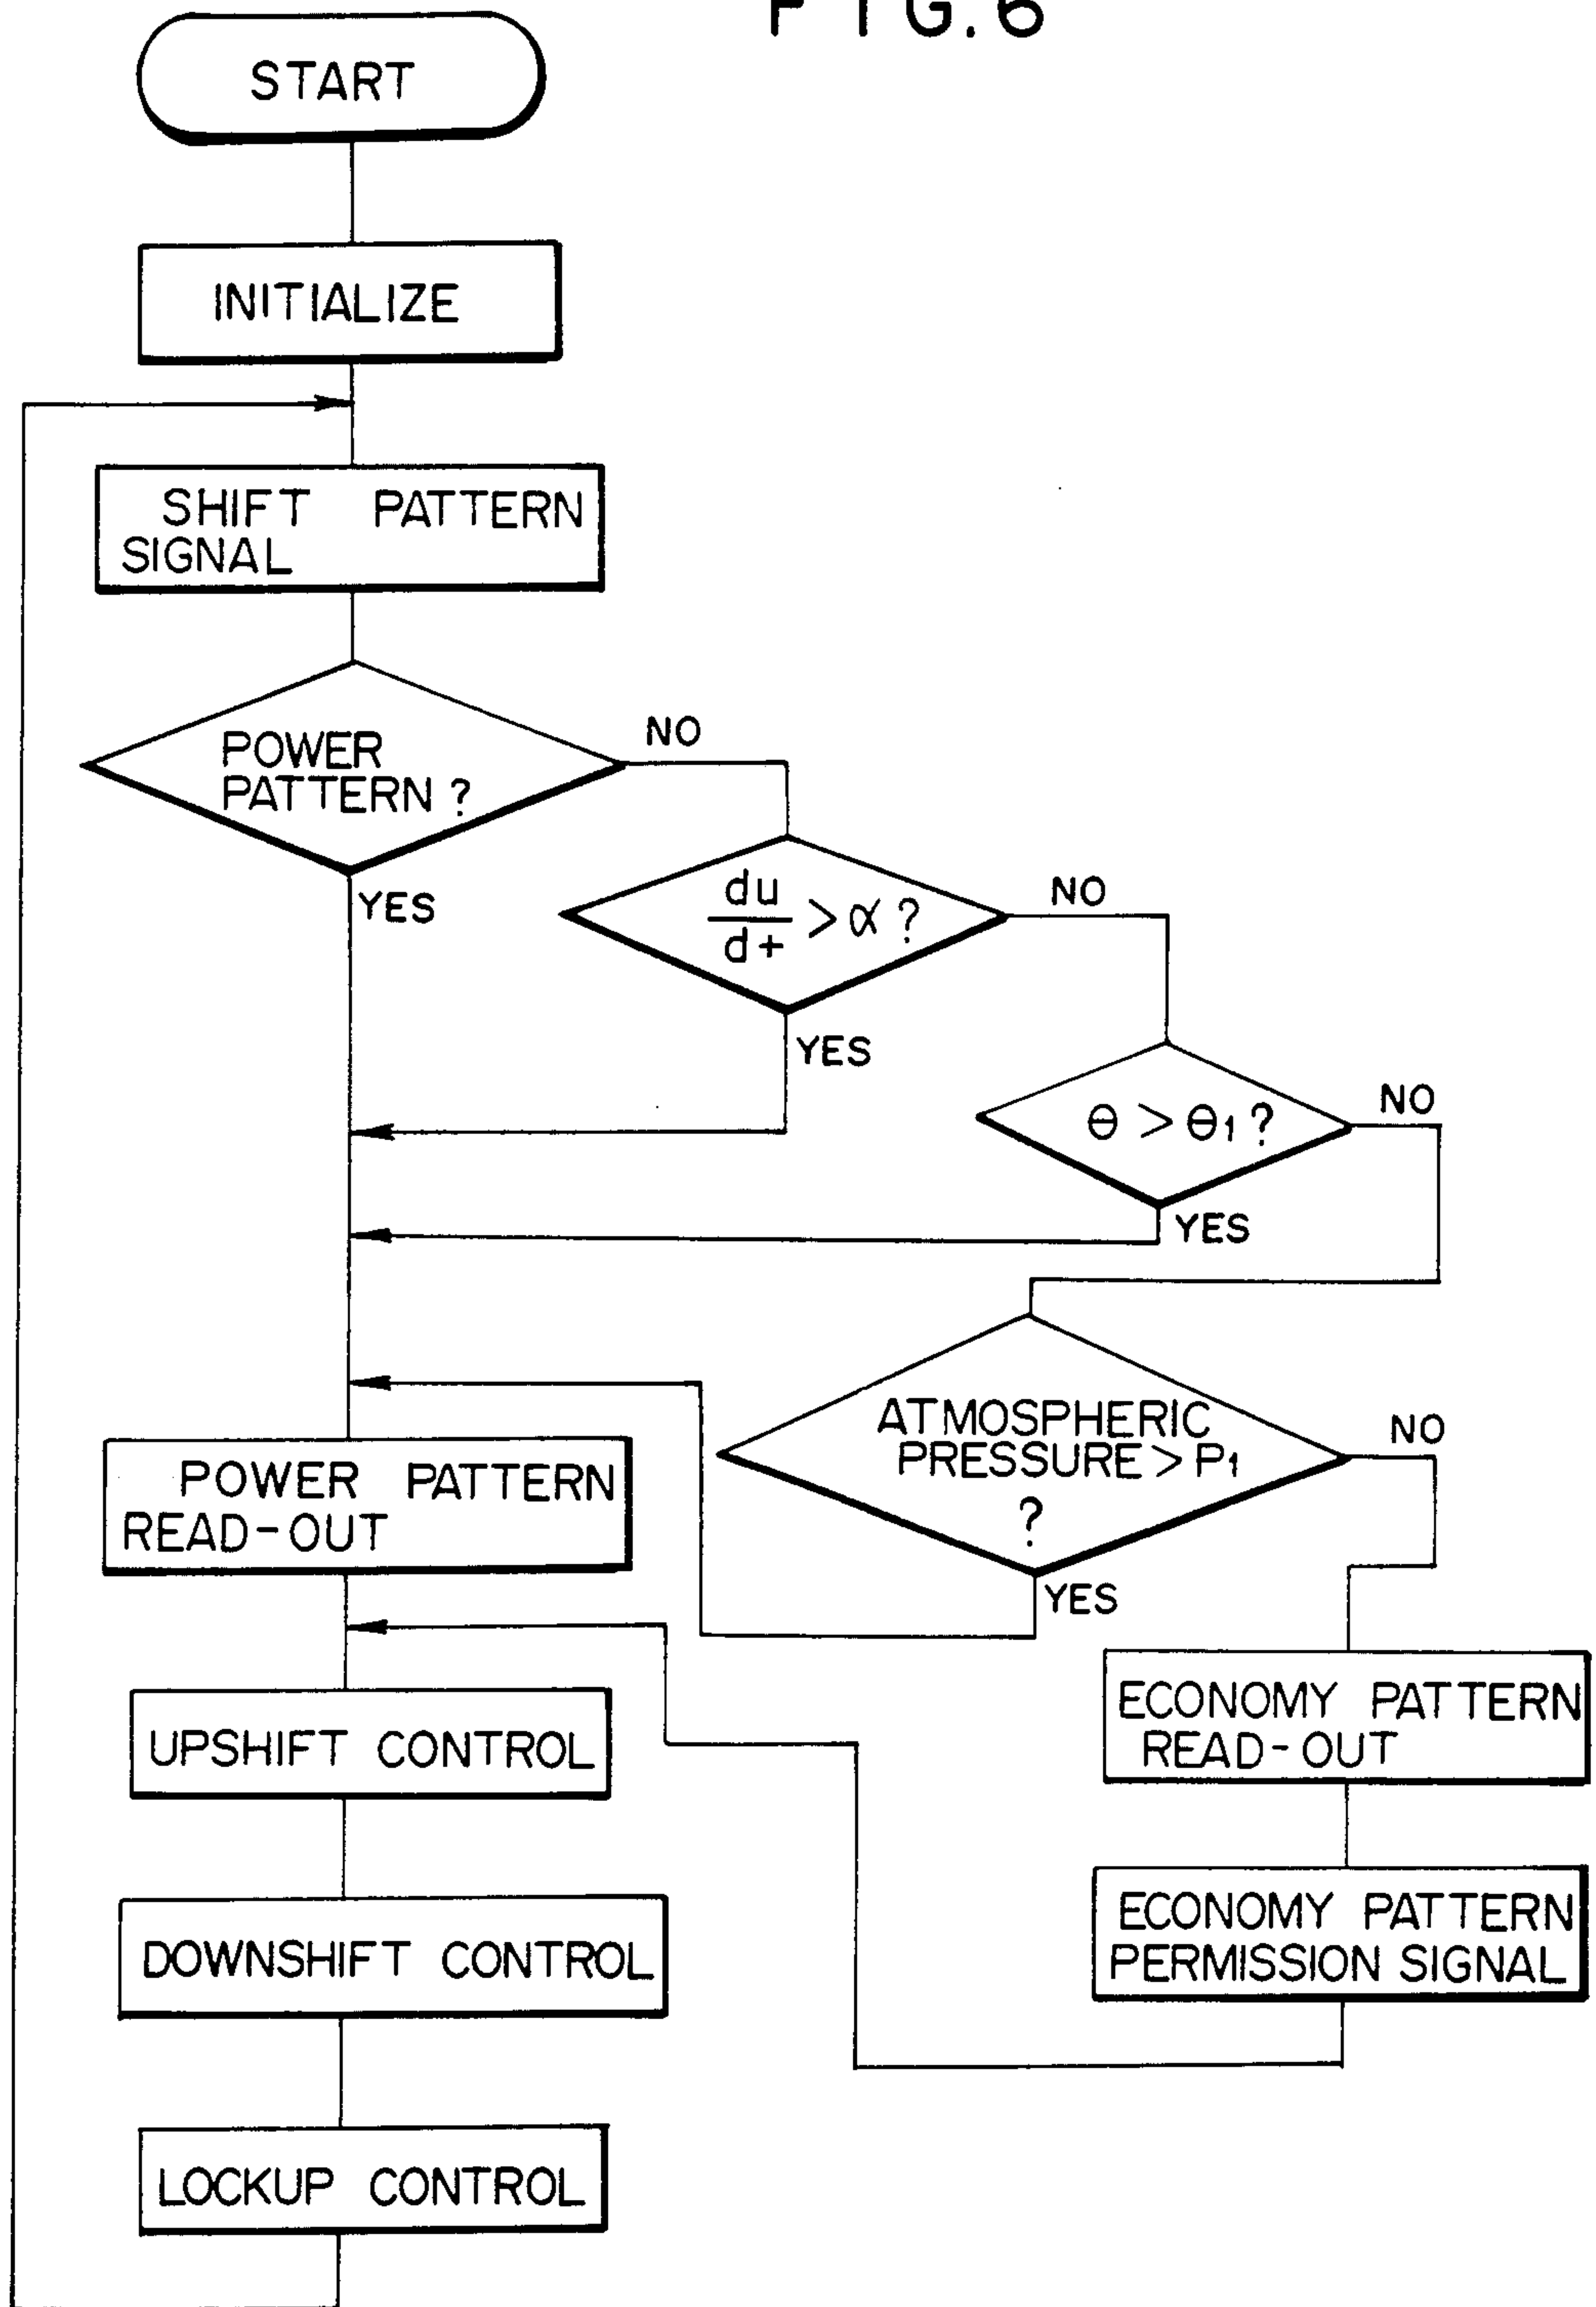 FIG.6
START
INITIALIZE
SHIFT PATTERN
SIGNAL
POWER
PATTERN ?
NO
YES
du
d+ > α ?
NO
YES
θ > θ1 ?
NO
YES
ATMOSPHERIC
PRESSURE > P1
?
NO
YES
POWER PATTERN
READ-OUT
ECONOMY PATTERN
READ-OUT
UPSHIFT CONTROL
ECONOMY PATTERN
PERMISSION SIGNAL
DOWNSHIFT CONTROL
LOCKUP CONTROL